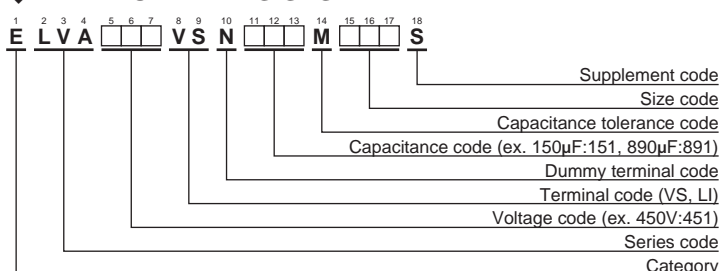 1 2 3 4 5 6 7 8 9 10 11 12 13 14 15 16 17 18
E L V A □□□ V S N □□□ M □□□ S
Supplement code
Size code
Capacitance tolerance code
Capacitance code (ex. 150μF:151, 890μF:891)
Dummy terminal code
Terminal code (VS, LI)
Voltage code (ex. 450V:451)
Series code
Category